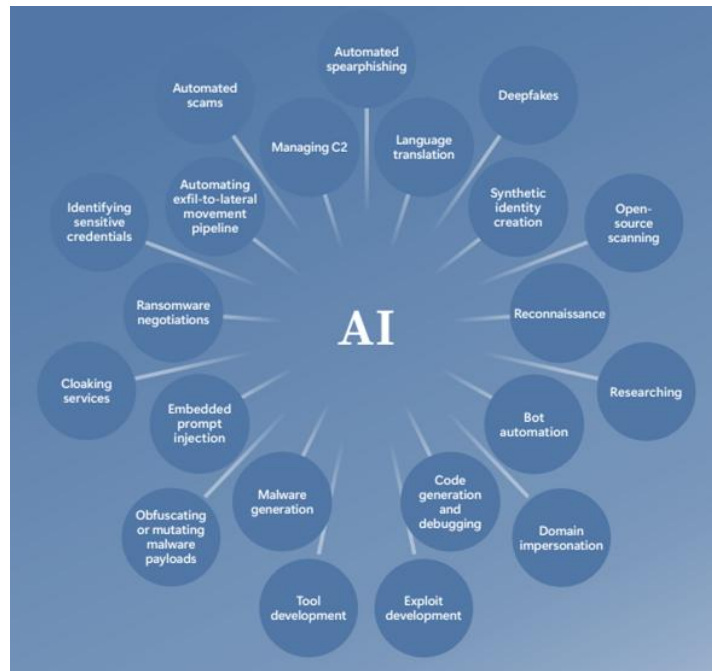 Automated
spearphishing
Automated
scams
Deepfakes
Managing C2
Language
translation
Automating
exfil-to-lateral
movement
pipeline
Synthetic
identity
creation
Identifying
sensitive
credentials
Open-
source
scanning
Ransomware
negotiations
AI
Reconnaissance
Cloaking
services
Researching
Embedded
prompt
injection
Bot
automation
Malware
generation
Code
generation
and
debugging
Obfuscating
or mutating
malware
payloads
Domain
impersonation
Tool
development
Exploit
development